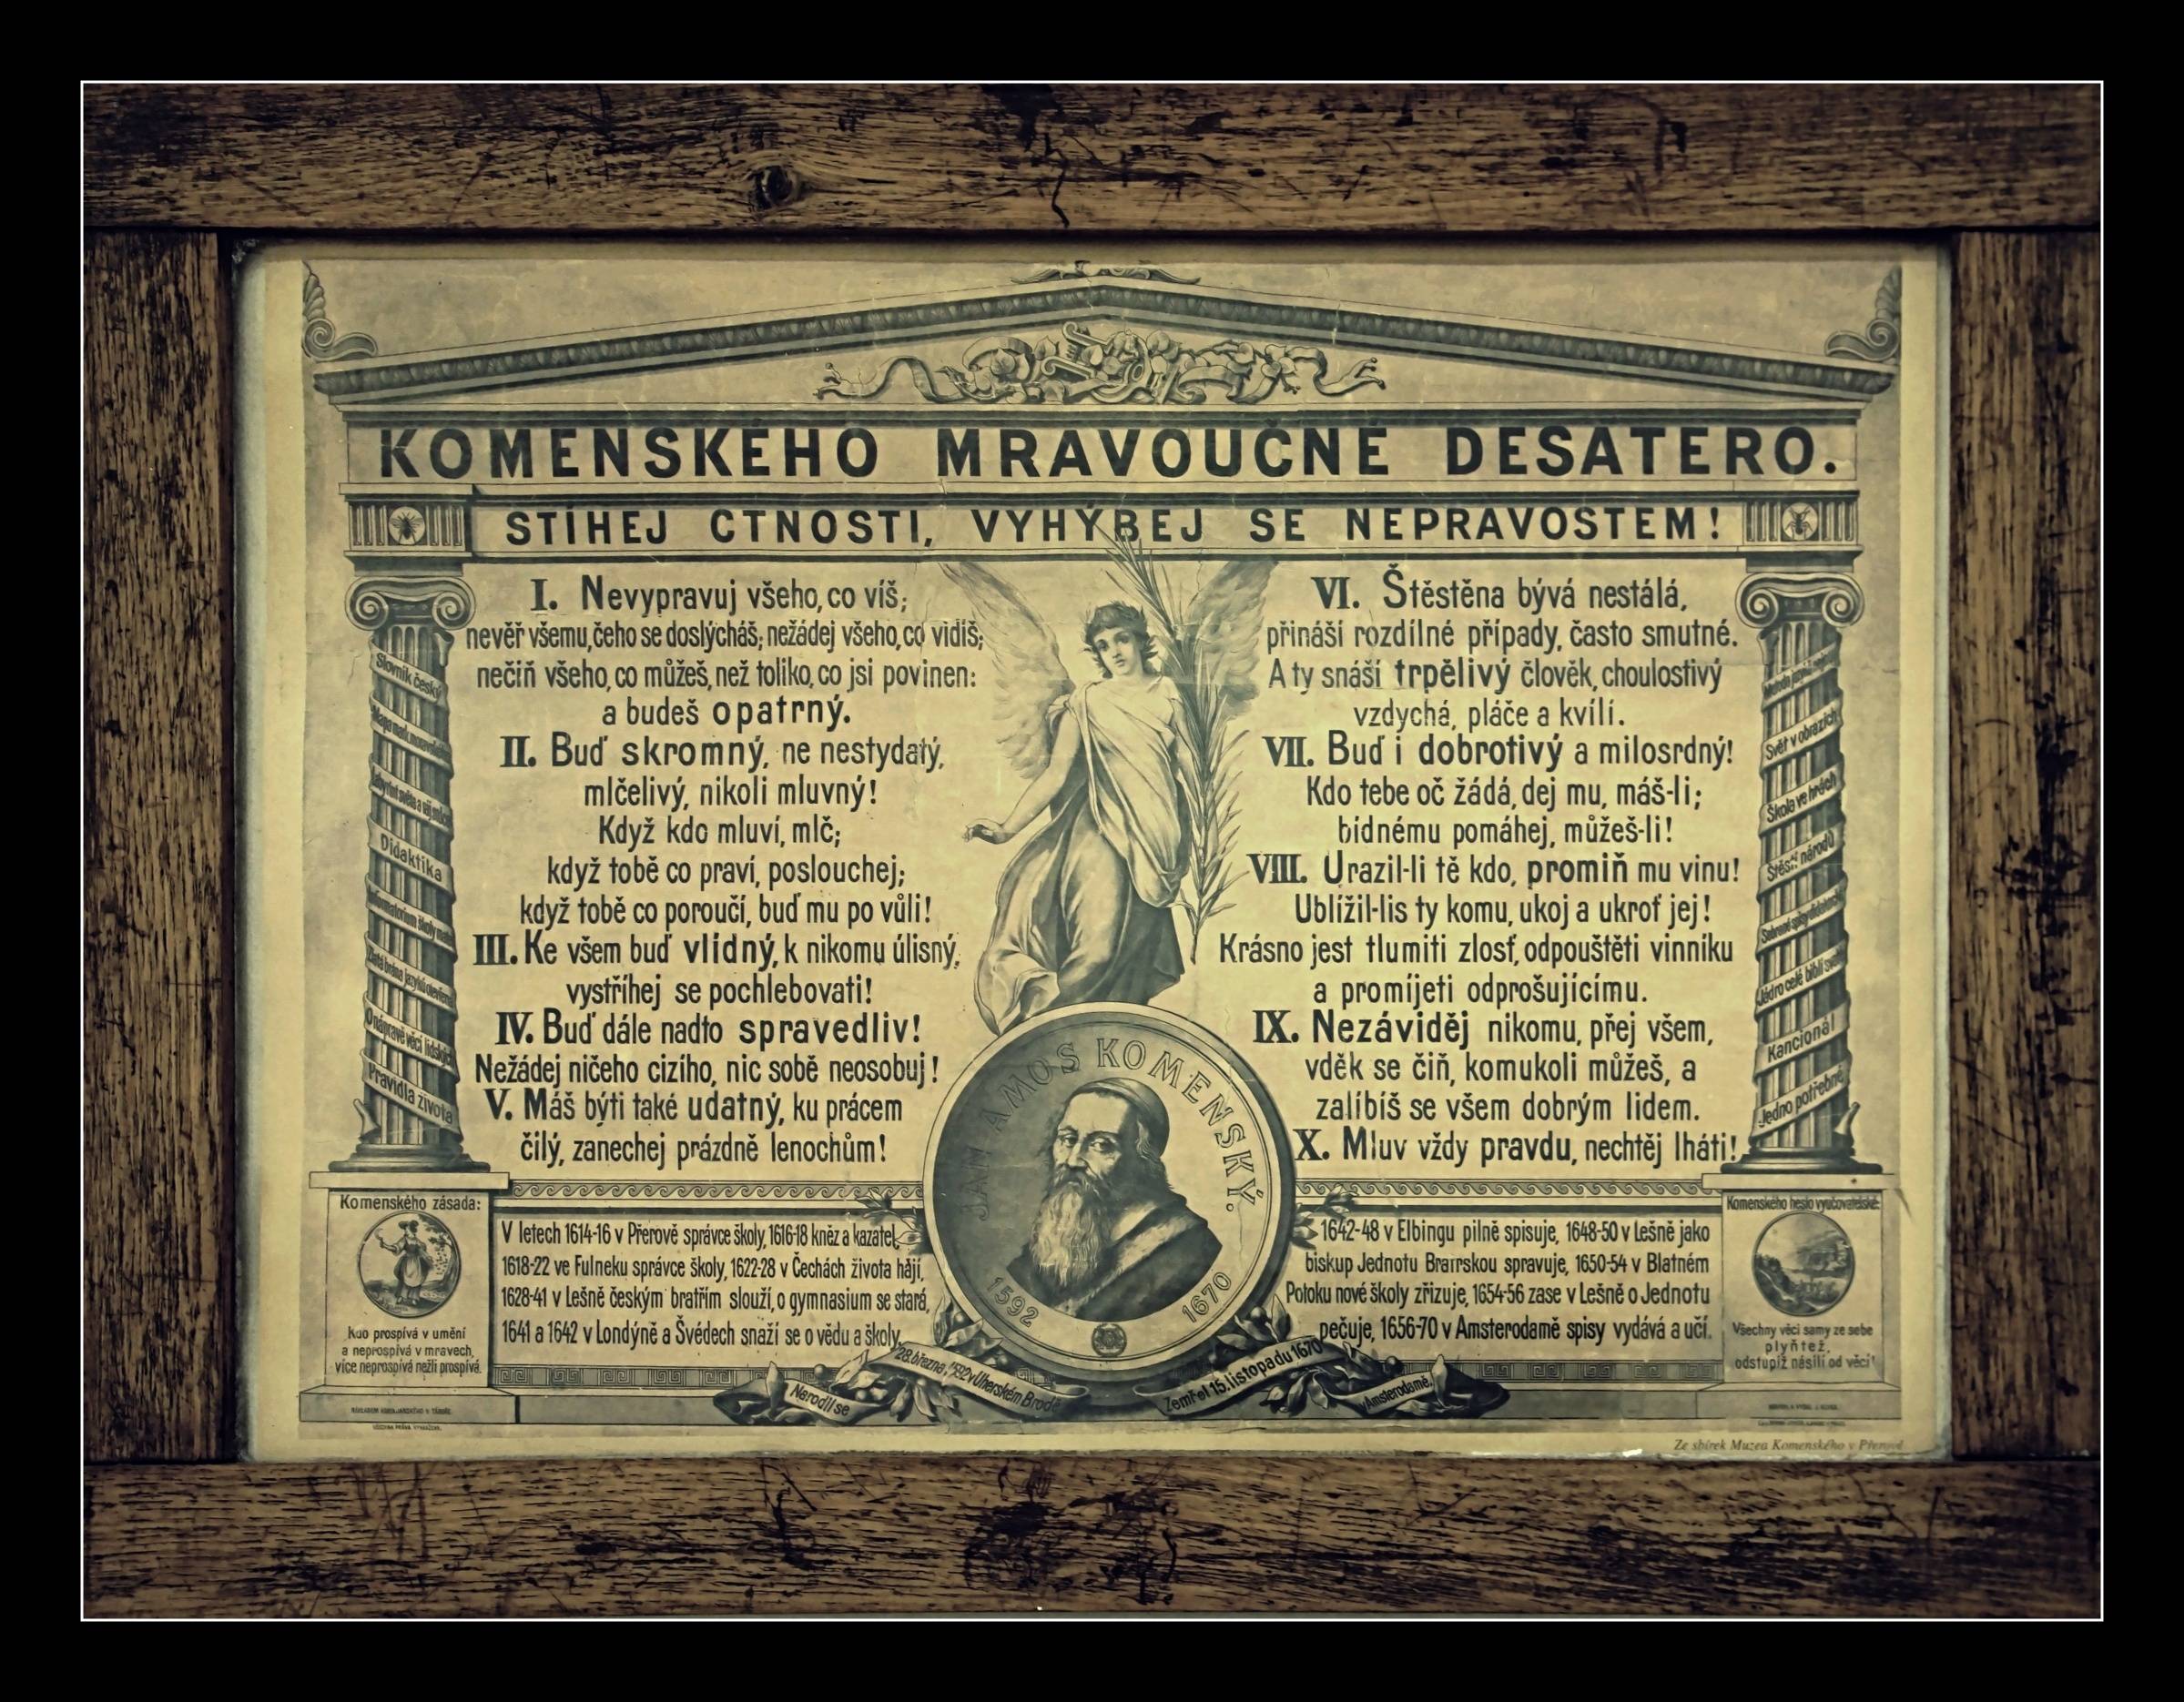 KOMENSKÉHO MRAVOUČNÉ DESATERO.
STÍHEJ CTNOSTI, VYHÝBEJ SE NEPRAVOSTEM!
I. Nevypravuj všeho, co víš;
nevěř všemu, čeho se doslýcháš; nežádej všeho, co vidíš;
nečiň všeho, co můžeš, než toliko, co jsi povinen:
a budeš opatrný.
II. Buď skromný, ne nestydatý,
mlčelivý, nikoli mluvný!
Když kdo mluví, mlč;
když tobě co praví, poslouchej;
když tobě co poroučí, buď mu po vůli!
III. Ke všem buď vlídný, k nikomu úlisný,
vystříhej se pochlebovati!
IV. Buď dále nadto spravedliv!
Nežádej ničeho cizího, nic sobě neosobuj!
V. Máš býti také udatný, ku prácem
čilý, zanechej prázdně lenochům!
VI. Štěstěna bývá nestálá,
přináší rozdílné případy, často smutné.
A ty snáší trpělivý člověk, choulostivý
vzdychá, pláče a kvílí.
VII. Buď i dobrotivý a milosrdný!
Kdo tebe oč žádá, dej mu, máš-li;
bídnému pomáhej, můžeš-li!
VIII. Urazil-li tě kdo, promiň mu vinu!
Ublížil-lis ty komu, ukoj a ukroť jej!
Krásno jest tlumiti zlosť, odpouštěti vinníku
a promíjeti odprošujícímu.
IX. Nezáviděj nikomu, přej všem,
vděk se čiň, komukoli můžeš, a
zalíbíš se všem dobrým lidem.
X. Mluv vždy pravdu, nechtěj lháti!
Slovník český
Didaktika
Informatorium školy
Zlatá brána jazyků
O nápravě věcí lidských
Pravidla života
Svět v obrazích
Škola ve hrách
Štěstí národů
Jádro celé biblí
Kancionál
Jedno potřebné
JAN AMOS KOMENSKÝ.
1592
1670
Komenského zásada:
Kdo prospívá v umění
a neprospívá v mravech,
více neprospívá nežli prospívá.
V letech 1614-16 v Přerově správce školy, 1616-18 kněz a kazatel,
1618-22 ve Fulneku správce školy, 1622-28 v Čechách života hájí,
1628-41 v Lešně českým bratřím slouží, o gymnasium se stará,
1641 a 1642 v Londýně a Švédech snaží se o vědu a školy.
1642-48 v Elbingu pilně spisuje, 1648-50 v Lešně jako
biskup Jednotu Bratrskou spravuje, 1650-54 v Blatném
Potoku nové školy zřizuje, 1654-56 zase v Lešně o Jednotu
pečuje, 1656-70 v Amsterodamě spisy vydává a učí.
Komenského heslo vyučovatelské:
Všechny věci samy ze sebe
plyňtež,
odstupiž násilí od věcí!
Narodil se
28. března 1592 v Uherském Brodě
Zemřel 15. listopadu 1670
v Amsterodamě.
Ze sbírek Muzea Komenského v Přerově